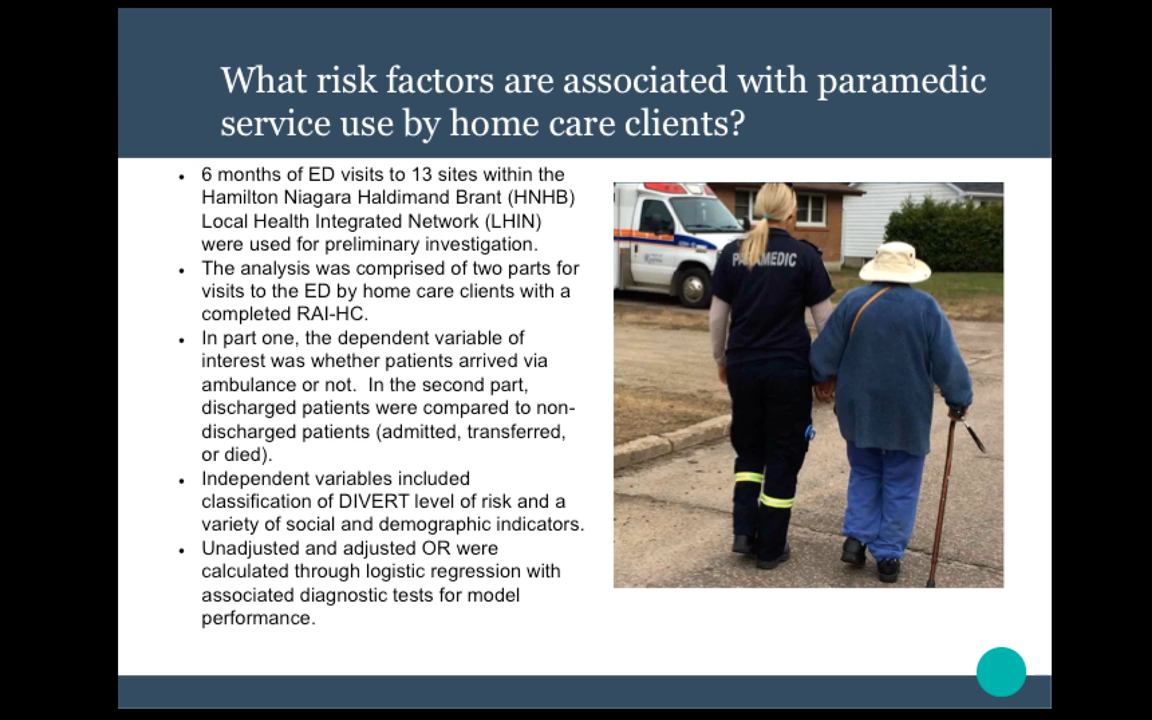 What risk factors are associated with paramedic
service use by home care clients?
• 6 months of ED visits to 13 sites within the
Hamilton Niagara Haldimand Brant (HNHB)
Local Health Integrated Network (LHIN)
were used for preliminary investigation.
• The analysis was comprised of two parts for
visits to the ED by home care clients with a
completed RAI-HC.
• In part one, the dependent variable of
interest was whether patients arrived via
ambulance or not.  In the second part,
discharged patients were compared to non-
discharged patients (admitted, transferred,
or died).
• Independent variables included
classification of DIVERT level of risk and a
variety of social and demographic indicators.
• Unadjusted and adjusted OR were
calculated through logistic regression with
associated diagnostic tests for model
performance.
PARAMEDIC